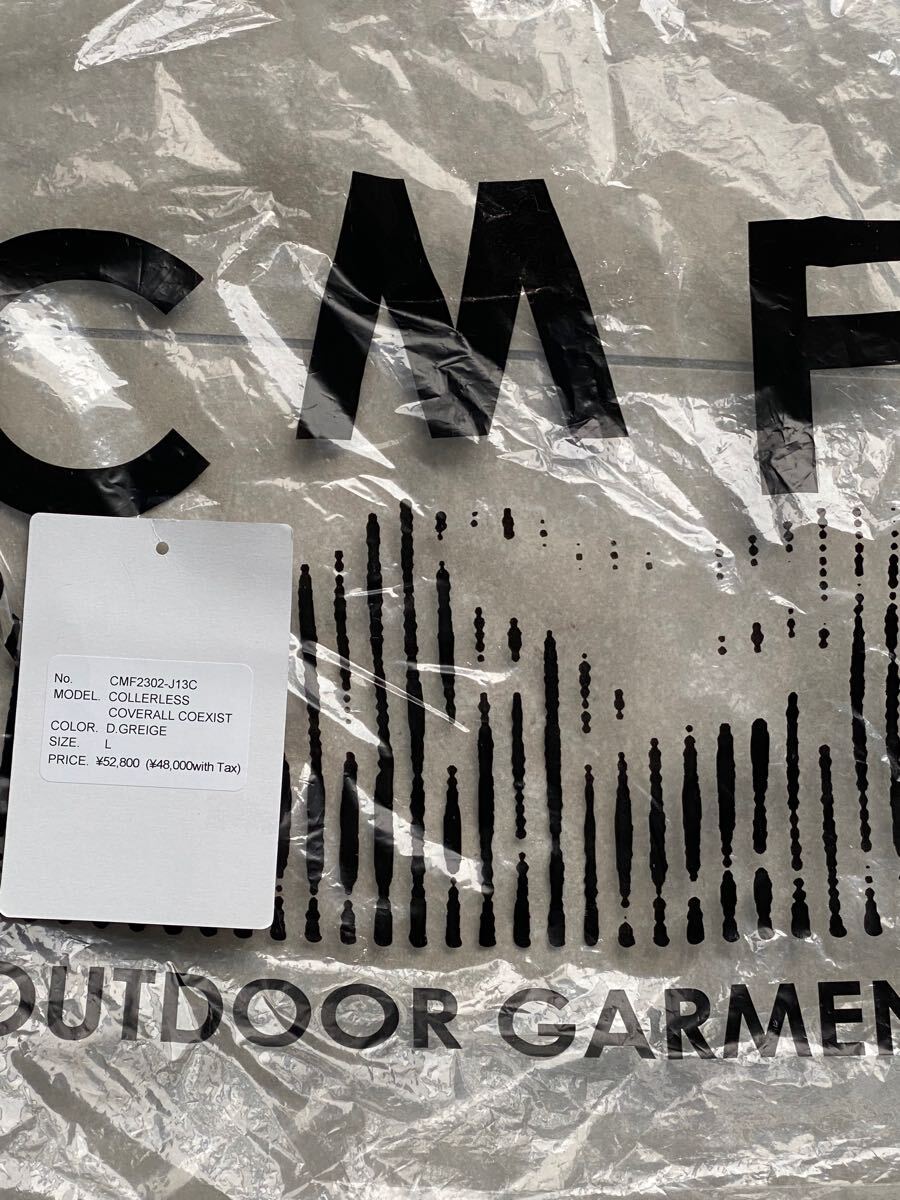 CMF
No. CMF2302-J13C
MODEL. COLLERLESS
COVERALL COEXIST
COLOR. D.GREIGE
SIZE. L
PRICE. ¥52,800 (¥48,000with Tax)
OUTDOOR GARMEN